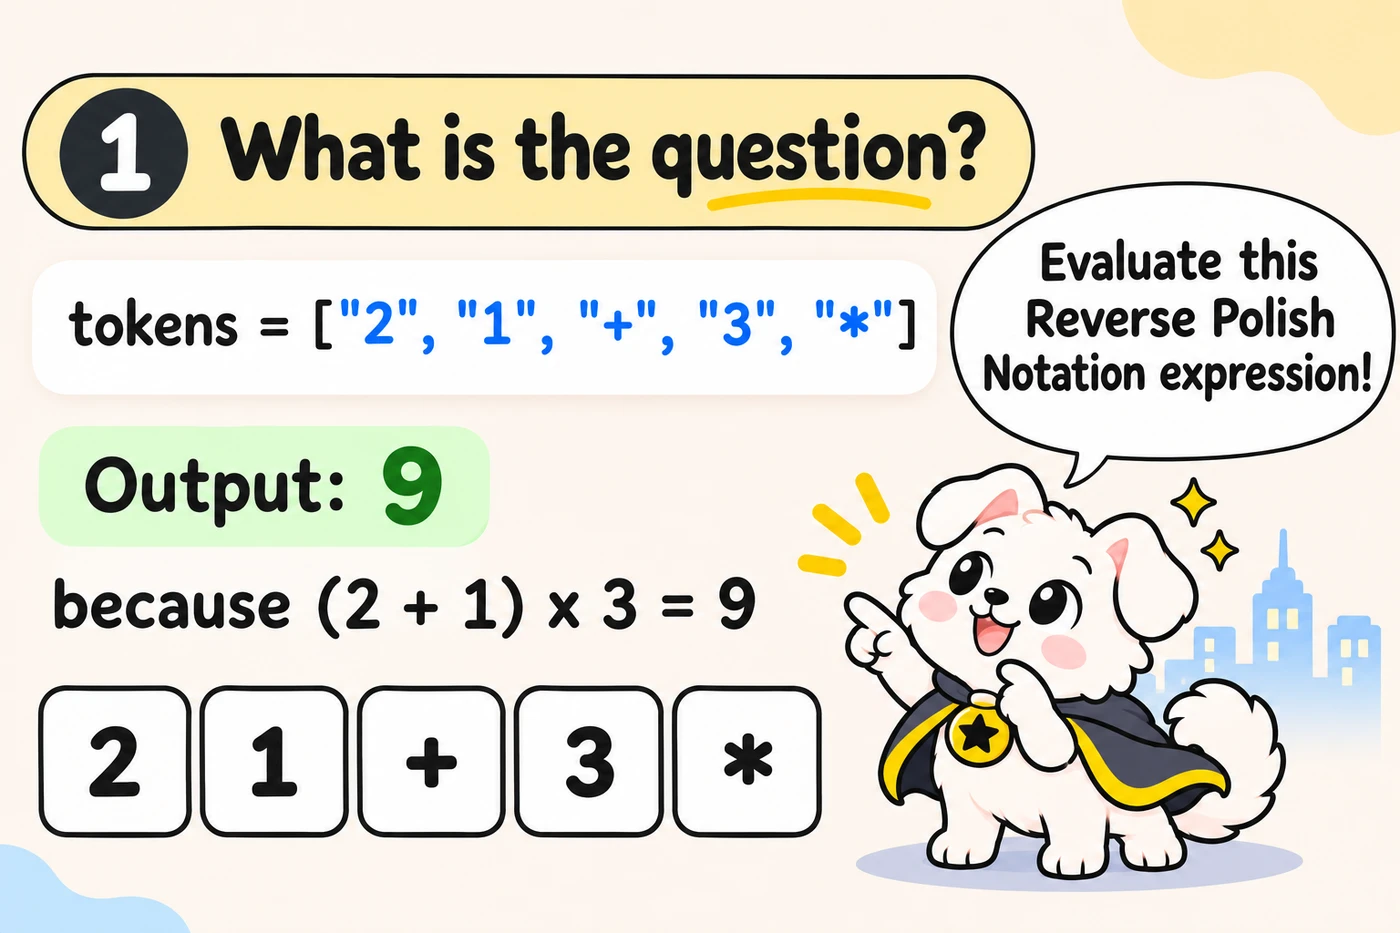 1 What is the question?
tokens = ["2", "1", "+", "3", "*"]
Evaluate this
Reverse Polish
Notation expression!
Output: 9
because (2 + 1) x 3 = 9
2 1 + 3 *